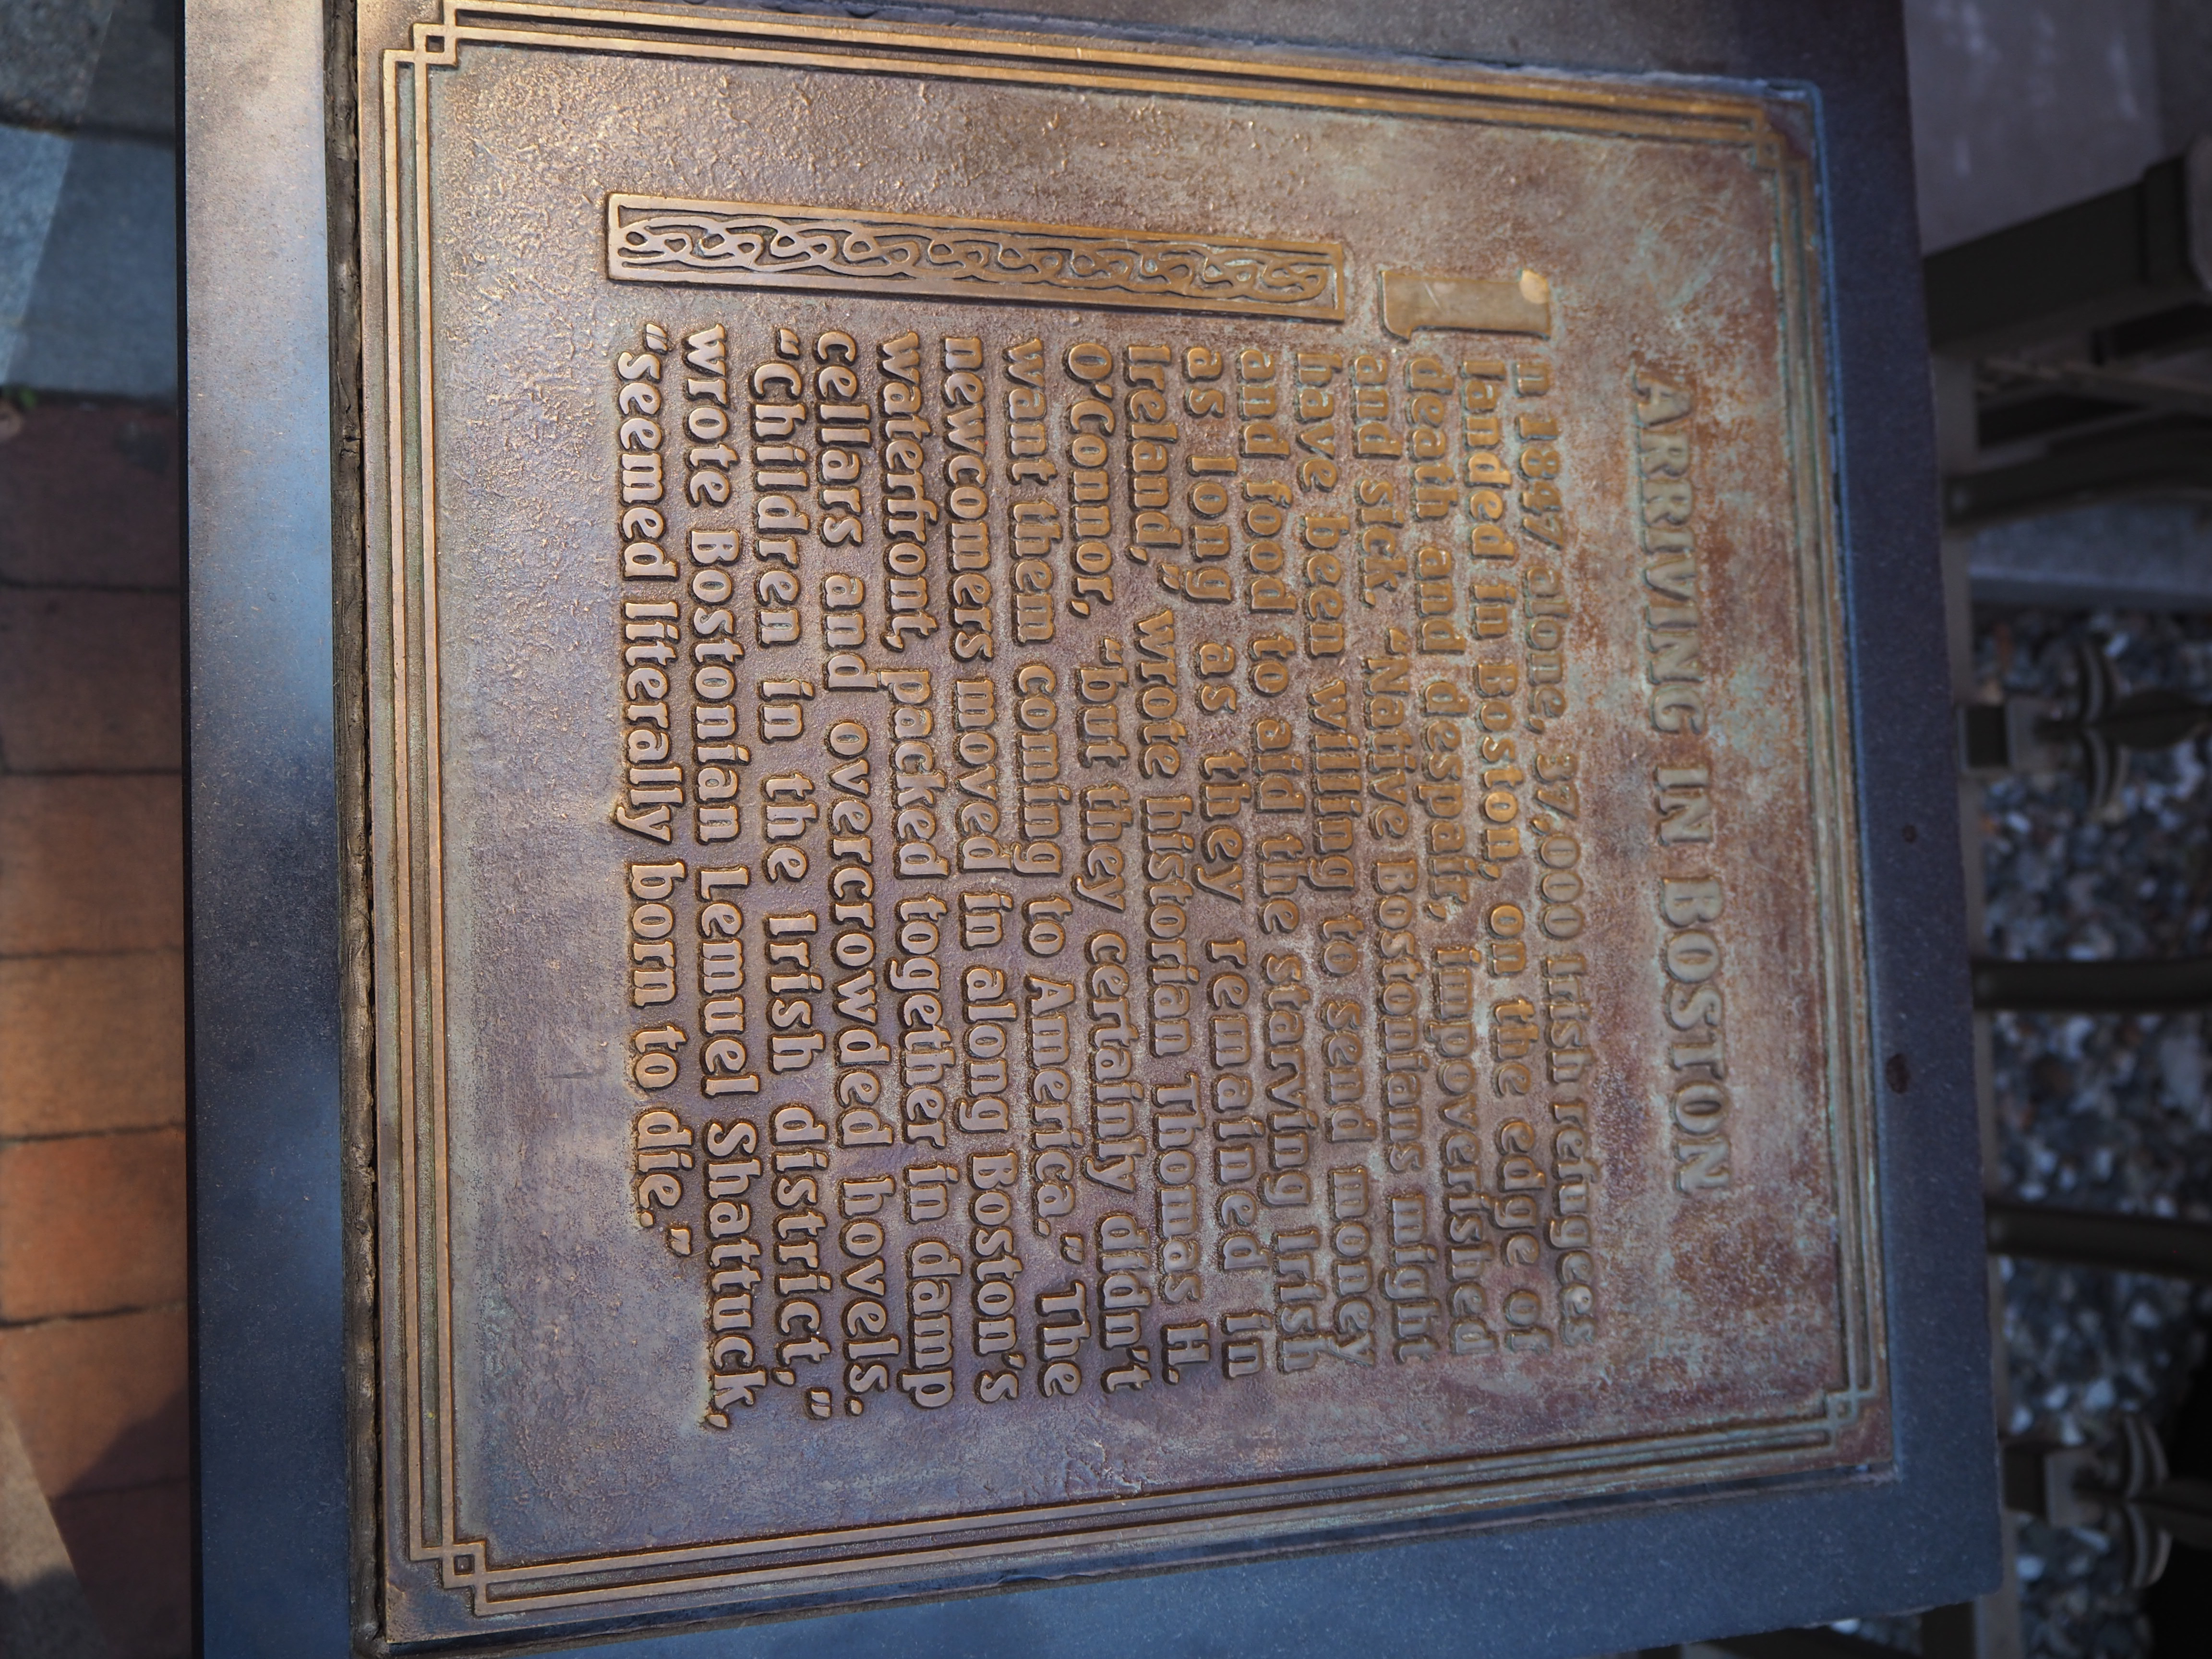 ARRIVING IN BOSTON
In 1847 alone, 37,000 Irish refugees
landed in Boston, on the edge of
death and despair, impoverished
and sick. "Native Bostonians might
have been willing to send money
and food to aid the starving Irish
as long as they remained in
Ireland," wrote historian Thomas H.
O'Connor, "but they certainly didn't
want them coming to America." The
newcomers moved in along Boston's
waterfront, packed together in damp
cellars and overcrowded hovels.
"Children in the Irish district,"
wrote Bostonian Lemuel Shattuck,
"seemed literally born to die."